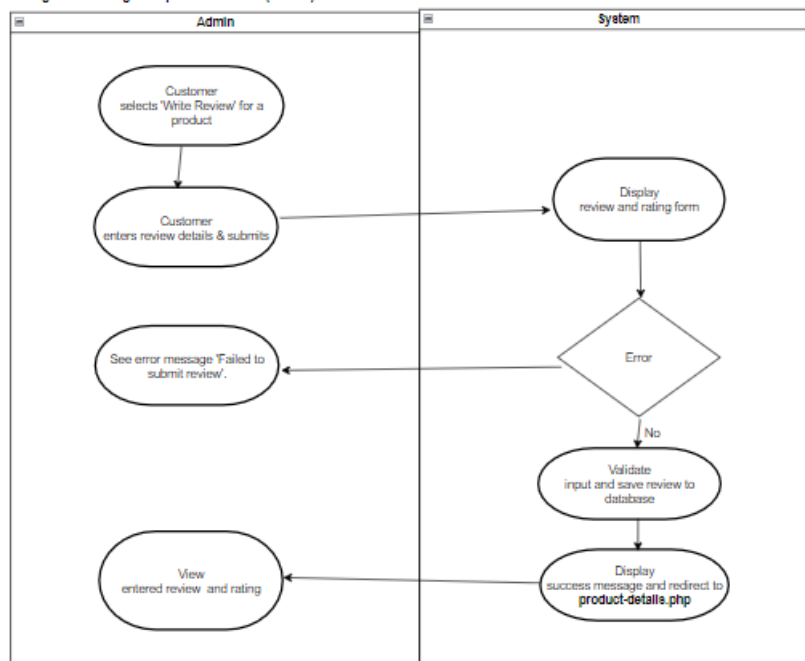 Admin
System
Customer
selects 'Write Review' for a
product
Customer
enters review details & submits
Display
review and rating form
See error message 'Failed to
submit review'.
Error
No
Validate
input and save review to
database
View
entered review and rating
Display
success message and redirect to
product-details.php